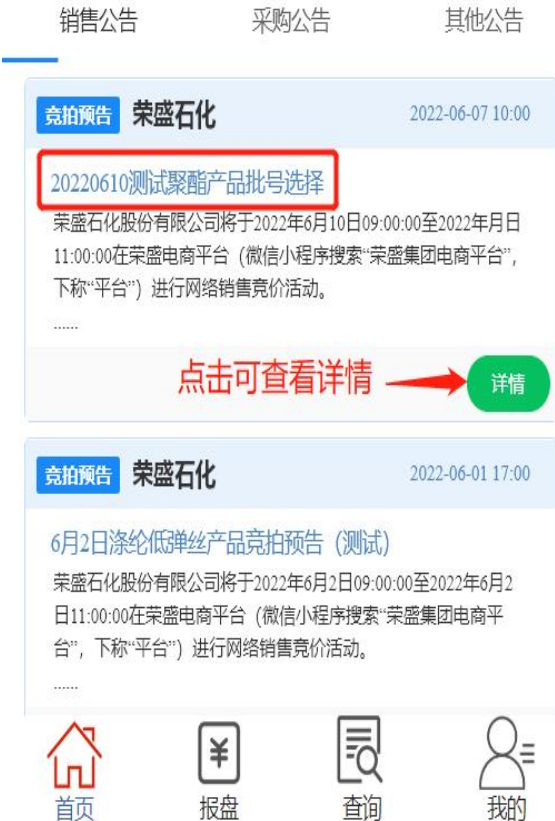 销售公告 采购公告 其他公告
竞拍预告 荣盛石化 2022-06-07 10:00
20220610测试聚酯产品批号选择
荣盛石化股份有限公司将于2022年6月10日09:00:00至2022年月日
11:00:00在荣盛电商平台（微信小程序搜索“荣盛集团电商平台”，
下称“平台”）进行网络销售竞价活动。
......
点击可查看详情 详情
竞拍预告 荣盛石化 2022-06-01 17:00
6月2日涤纶低弹丝产品竞拍预告（测试）
荣盛石化股份有限公司将于2022年6月2日09:00:00至2022年6月2
日11:00:00在荣盛电商平台（微信小程序搜索“荣盛集团电商平
台”，下称“平台”）进行网络销售竞价活动。
......
首页 报盘 查询 我的